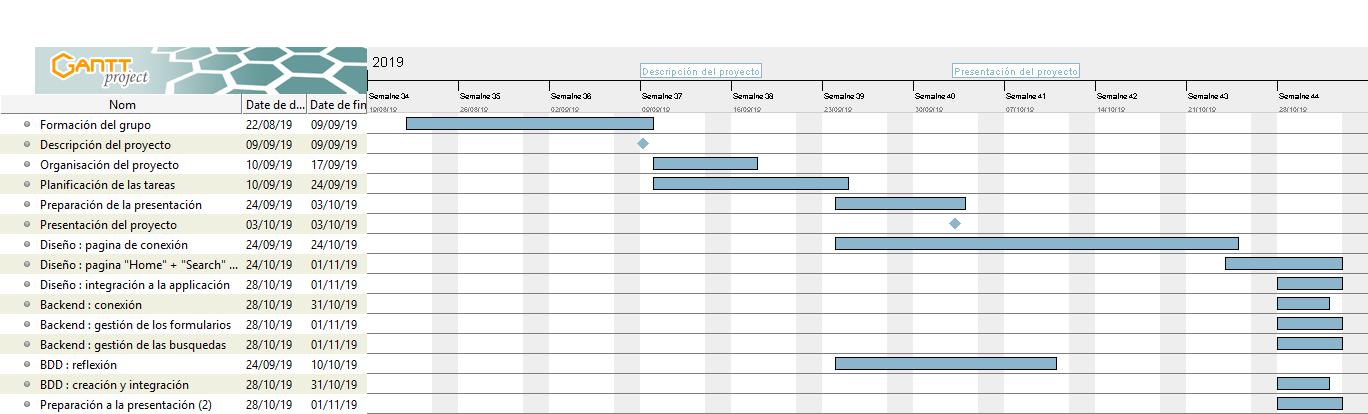 GANTT
project
2019
Descripción del proyecto
Presentación del proyecto
Semaine 34
Semaine 35
Semaine 36
Semaine 37
Semaine 38
Semaine 39
Semaine 40
Semaine 41
Semaine 42
Semaine 43
Semaine 44
Nom Date de d... Date de fin
19/08/19 26/08/19 02/09/19 09/09/19 16/09/19 23/09/19 30/09/19 07/10/19 14/10/19 21/10/19 28/10/19
Formación del grupo 22/08/19 09/09/19
Descripción del proyecto 09/09/19 09/09/19
Organisación del proyecto 10/09/19 17/09/19
Planificación de las tareas 10/09/19 24/09/19
Preparación de la presentación 24/09/19 03/10/19
Presentación del proyecto 03/10/19 03/10/19
Diseño : pagina de conexión 24/09/19 24/10/19
Diseño : pagina "Home" + "Search" ... 24/10/19 01/11/19
Diseño : integración a la application 28/10/19 01/11/19
Backend : conexión 28/10/19 31/10/19
Backend : gestión de los formularios 28/10/19 01/11/19
Backend : gestión de las busquedas 28/10/19 01/11/19
BDD : reflexión 24/09/19 10/10/19
BDD : creación y integración 28/10/19 31/10/19
Preparación a la presentación (2) 28/10/19 01/11/19